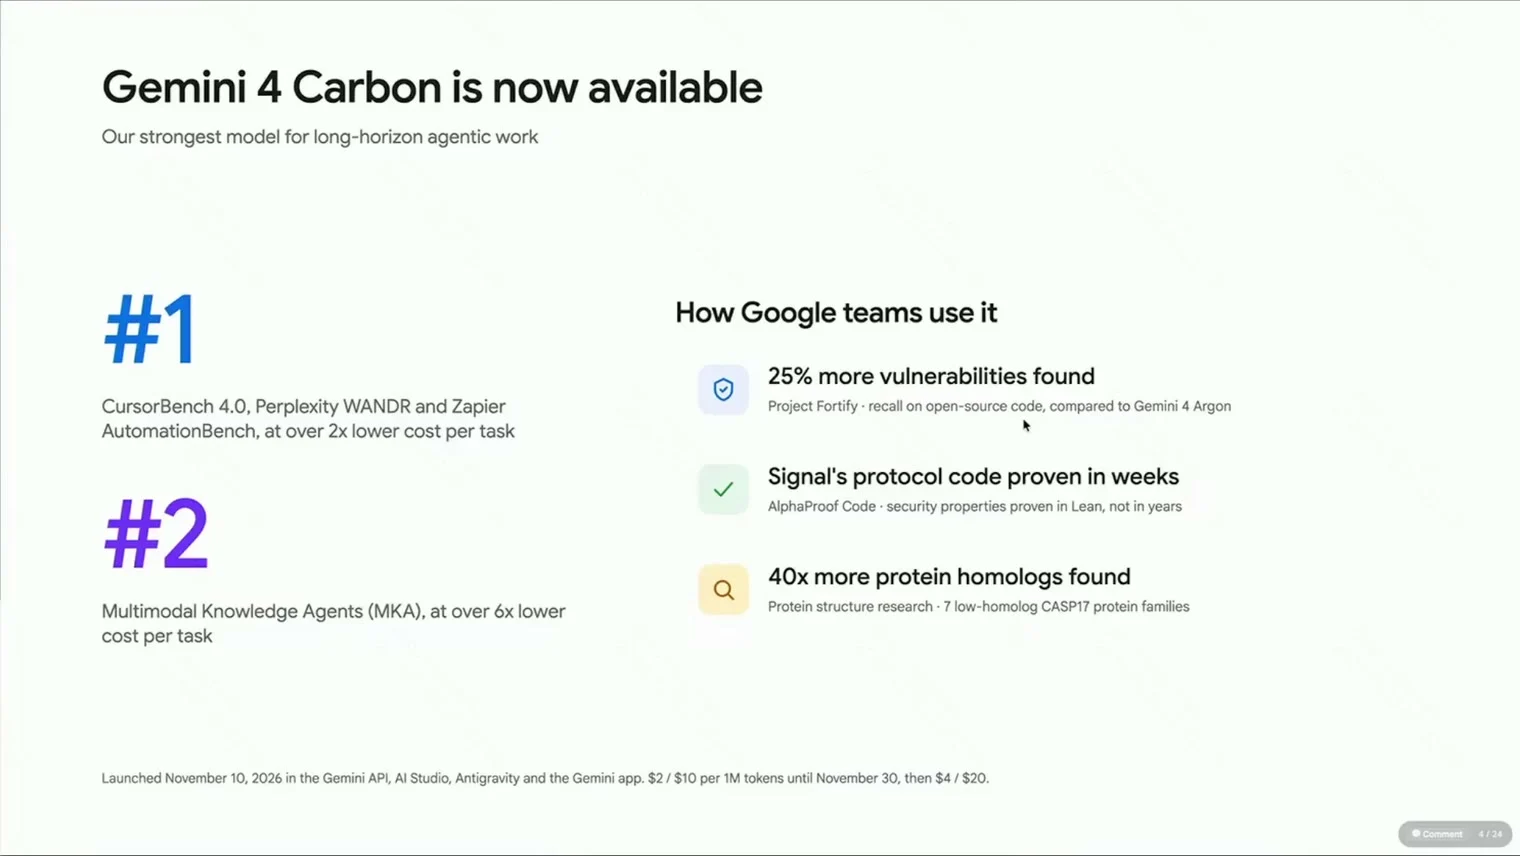 Gemini 4 Carbon is now available
Our strongest model for long-horizon agentic work
#1
CursorBench 4.0, Perplexity WANDR and Zapier
AutomationBench, at over 2x lower cost per task
#2
Multimodal Knowledge Agents (MKA), at over 6x lower
cost per task
How Google teams use it
25% more vulnerabilities found
Project Fortify · recall on open-source code, compared to Gemini 4 Argon
Signal's protocol code proven in weeks
AlphaProof Code · security properties proven in Lean, not in years
40x more protein homologs found
Protein structure research · 7 low-homolog CASP17 protein families
Launched November 10, 2026 in the Gemini API, AI Studio, Antigravity and the Gemini app. $2 / $10 per 1M tokens until November 30, then $4 / $20.
Comment 4 / 24